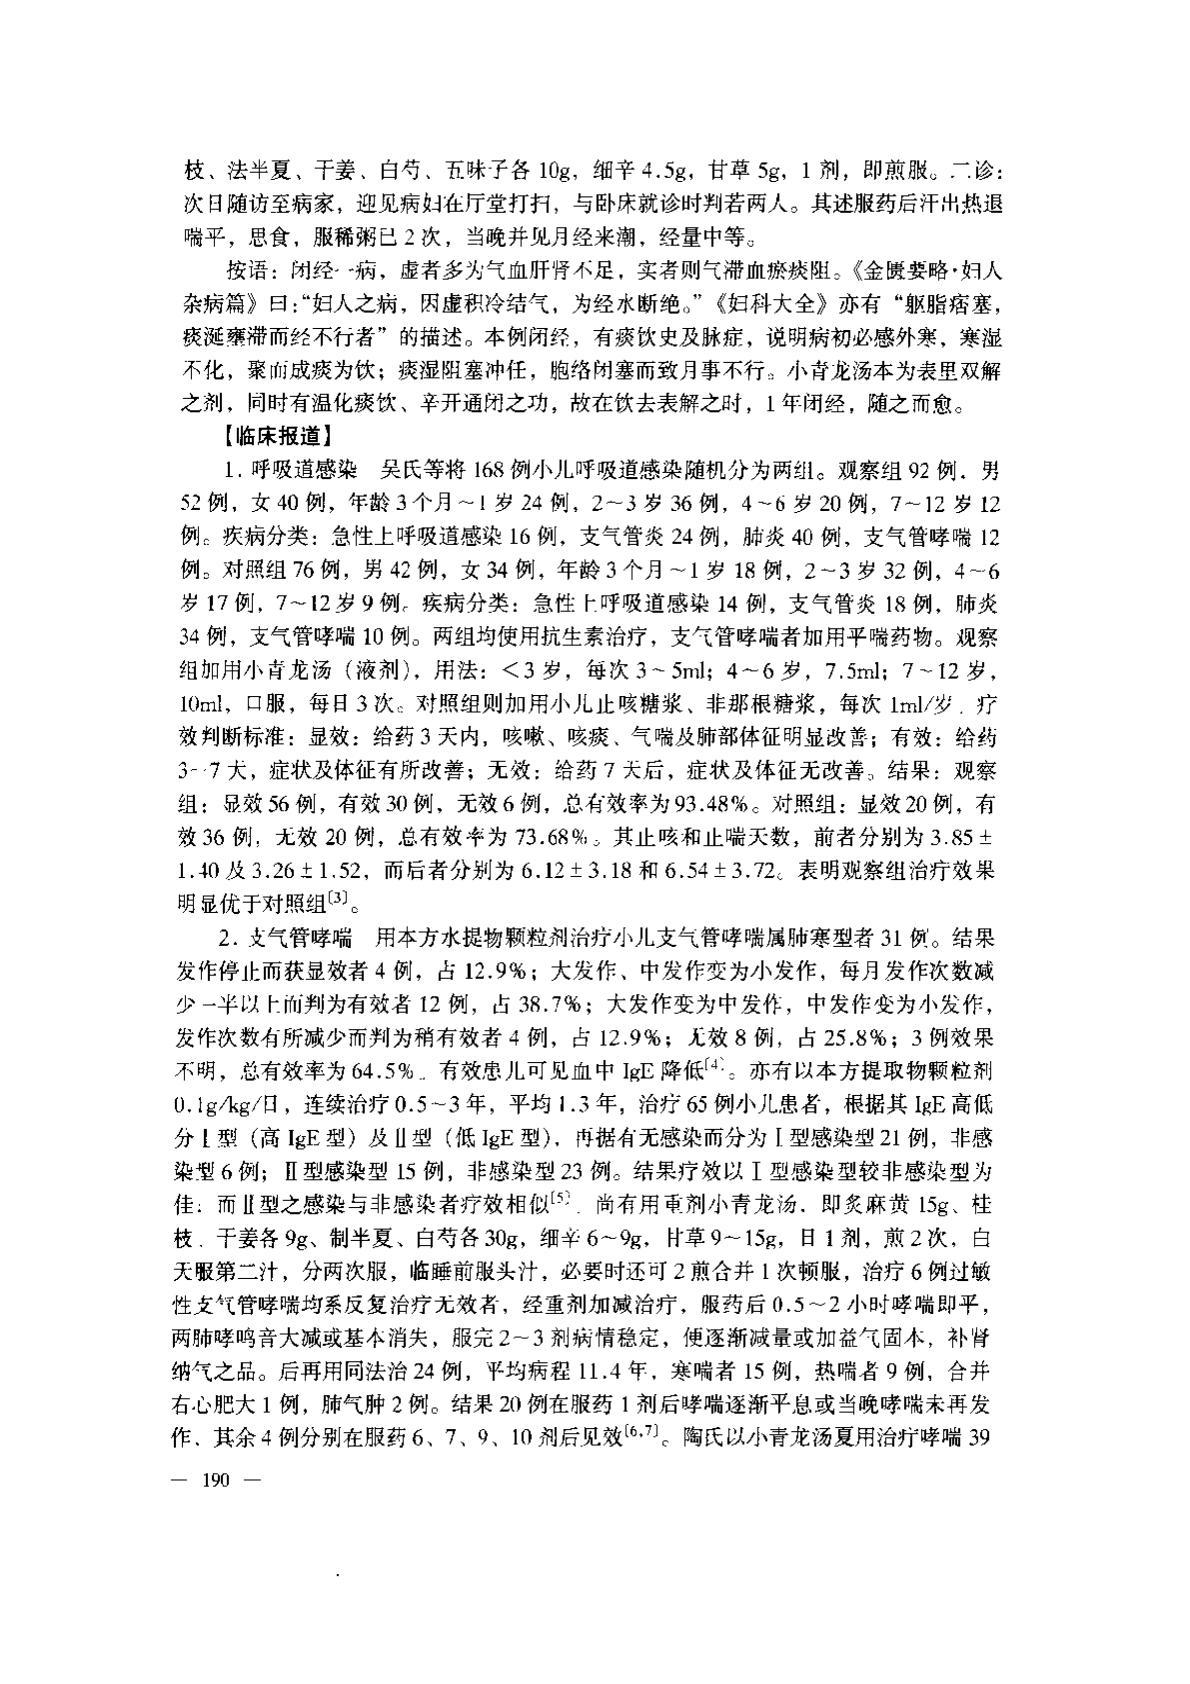 枝、法半夏、干姜、白芍、五味子各 10g，细辛 4.5g，甘草 5g，1 剂，即煎服。二诊：
次日随访至病家，迎见病妇在厅堂打扫，与卧床就诊时判若两人。其述服药后汗出热退
喘平，思食，服稀粥已 2 次，当晚并见月经来潮，经量中等。
按语：闭经一病，虚者多为气血肝肾不足，实者则气滞血瘀痰阻。《金匮要略·妇人
杂病篇》曰：“妇人之病，因虚积冷结气，为经水断绝。”《妇科大全》亦有“躯脂痞塞，
痰涎壅滞而经不行者”的描述。本例闭经，有痰饮史及脉症，说明病初必感外寒，寒湿
不化，聚而成痰为饮；痰湿阻塞冲任，胞络闭塞而致月事不行。小青龙汤本为表里双解
之剂，同时有温化痰饮、辛开通闭之功，故在饮去表解之时，1 年闭经，随之而愈。
【临床报道】
1. 呼吸道感染　吴氏等将 168 例小儿呼吸道感染随机分为两组。观察组 92 例，男
52 例，女 40 例，年龄 3 个月～1 岁 24 例，2～3 岁 36 例，4～6 岁 20 例，7～12 岁 12
例。疾病分类：急性上呼吸道感染 16 例，支气管炎 24 例，肺炎 40 例，支气管哮喘 12
例。对照组 76 例，男 42 例，女 34 例，年龄 3 个月～1 岁 18 例，2～3 岁 32 例，4～6
岁 17 例，7～12 岁 9 例。疾病分类：急性上呼吸道感染 14 例，支气管炎 18 例，肺炎
34 例，支气管哮喘 10 例。两组均使用抗生素治疗，支气管哮喘者加用平喘药物。观察
组加用小青龙汤（液剂），用法：＜3 岁，每次 3～5ml；4～6 岁，7.5ml；7～12 岁，
10ml，口服，每日 3 次。对照组则加用小儿止咳糖浆、非那根糖浆，每次 1ml/岁．疗
效判断标准：显效：给药 3 天内，咳嗽、咳痰、气喘及肺部体征明显改善；有效：给药
3～7 天，症状及体征有所改善；无效：给药 7 天后，症状及体征无改善。结果：观察
组：显效 56 例，有效 30 例，无效 6 例，总有效率为 93.48%。对照组：显效 20 例，有
效 36 例，无效 20 例，总有效率为 73.68%。其止咳和止喘天数，前者分别为 3.85±
1.40 及 3.26±1.52，而后者分别为 6.12±3.18 和 6.54±3.72。表明观察组治疗效果
明显优于对照组〔3〕。
2. 支气管哮喘　用本方水提物颗粒剂治疗小儿支气管哮喘属肺寒型者 31 例。结果
发作停止而获显效者 4 例，占 12.9%；大发作、中发作变为小发作，每月发作次数减
少一半以上而判为有效者 12 例，占 38.7%；大发作变为中发作，中发作变为小发作，
发作次数有所减少而判为稍有效者 4 例，占 12.9%；无效 8 例，占 25.8%；3 例效果
不明，总有效率为 64.5%。有效患儿可见血中 IgE 降低〔4〕。亦有以本方提取物颗粒剂
0.1g/kg/日，连续治疗 0.5～3 年，平均 1.3 年，治疗 65 例小儿患者，根据其 IgE 高低
分Ⅰ型（高 IgE 型）及Ⅱ型（低 IgE 型），再据有无感染而分为Ⅰ型感染型 21 例，非感
染型 6 例；Ⅱ型感染型 15 例，非感染型 23 例。结果疗效以Ⅰ型感染型较非感染型为
佳；而Ⅱ型之感染与非感染者疗效相似〔5〕．尚有用重剂小青龙汤．即炙麻黄 15g、桂
枝．干姜各 9g、制半夏、白芍各 30g，细辛 6～9g，甘草 9～15g，日 1 剂，煎 2 次，白
天服第二汁，分两次服，临睡前服头汁，必要时还可 2 煎合并 1 次顿服，治疗 6 例过敏
性支气管哮喘均系反复治疗无效者，经重剂加减治疗，服药后 0.5～2 小时哮喘即平，
两肺哮鸣音大减或基本消失，服完 2～3 剂病情稳定，便逐渐减量或加益气固本，补肾
纳气之品。后再用同法治 24 例，平均病程 11.4 年，寒喘者 15 例，热喘者 9 例，合并
右心肥大 1 例，肺气肿 2 例。结果 20 例在服药 1 剂后哮喘逐渐平息或当晚哮喘未再发
作．其余 4 例分别在服药 6、7、9、10 剂后见效〔6,7〕。陶氏以小青龙汤夏用治疗哮喘 39
— 190 —